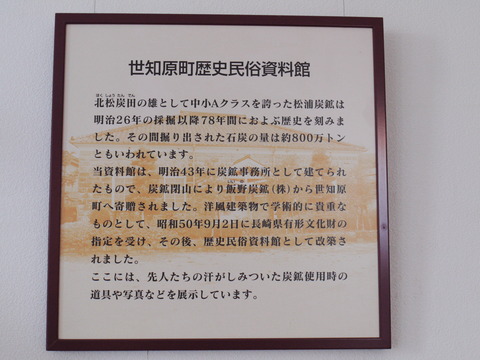 世知原町歴史民俗資料館
ほく しょう たん でん
北松炭田の雄として中小Aクラスを誇った松浦炭鉱は
明治26年の採掘以降78年間におよぶ歴史を刻みま
した。その間掘り出された石炭の量は約800万トン
ともいわれています。
当資料館は、明治43年に炭鉱事務所として建てられ
たもので、炭鉱閉山により飯野炭鉱(株)から世知原
町へ寄贈されました。洋風建築物で学術的に貴重な
ものとして、昭和50年9月2日に長崎県有形文化財の
指定を受け、その後、歴史民俗資料館として改築さ
れました。
ここには、先人たちの汗がしみついた炭鉱使用時の
道具や写真などを展示しています。